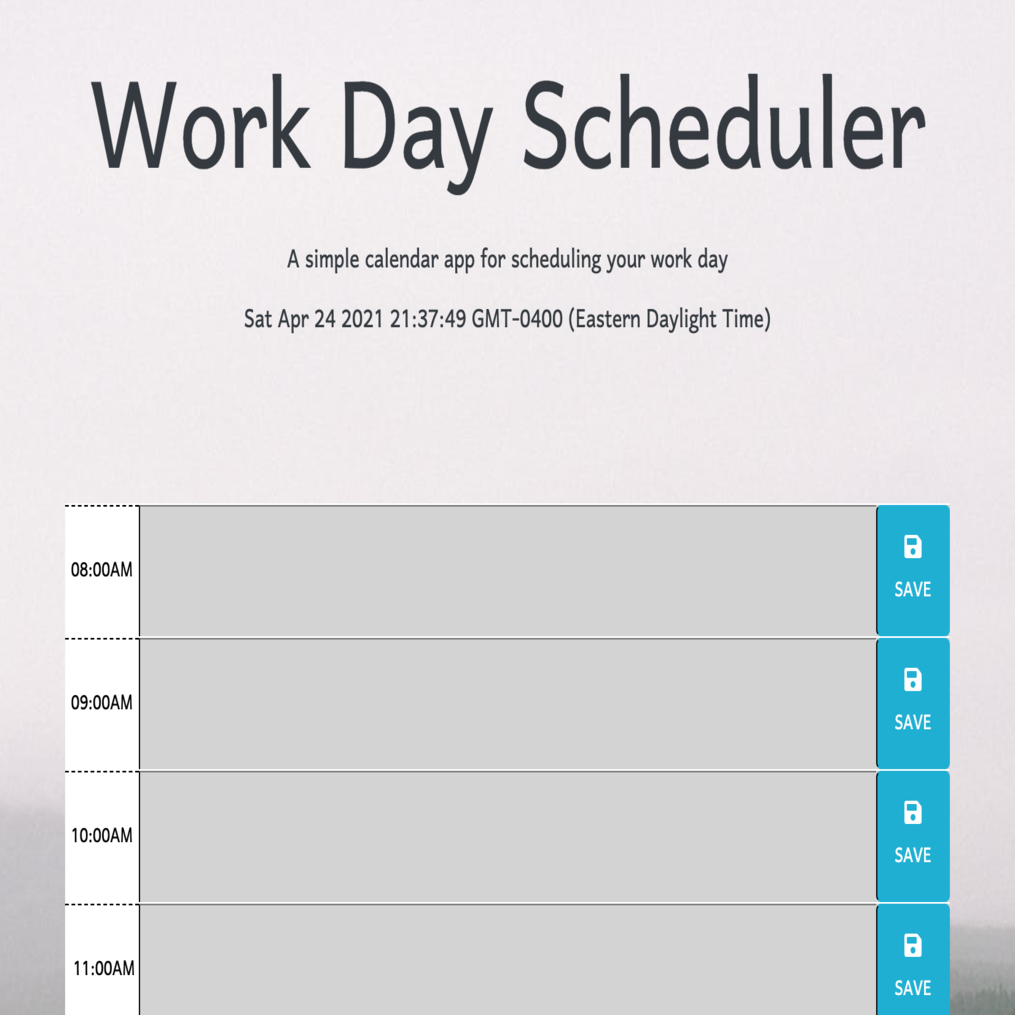 Work Day Scheduler
A simple calendar app for scheduling your work day
Sat Apr 24 2021 21:37:49 GMT-0400 (Eastern Daylight Time)
08:00AM
SAVE
09:00AM
SAVE
10:00AM
SAVE
11:00AM
SAVE